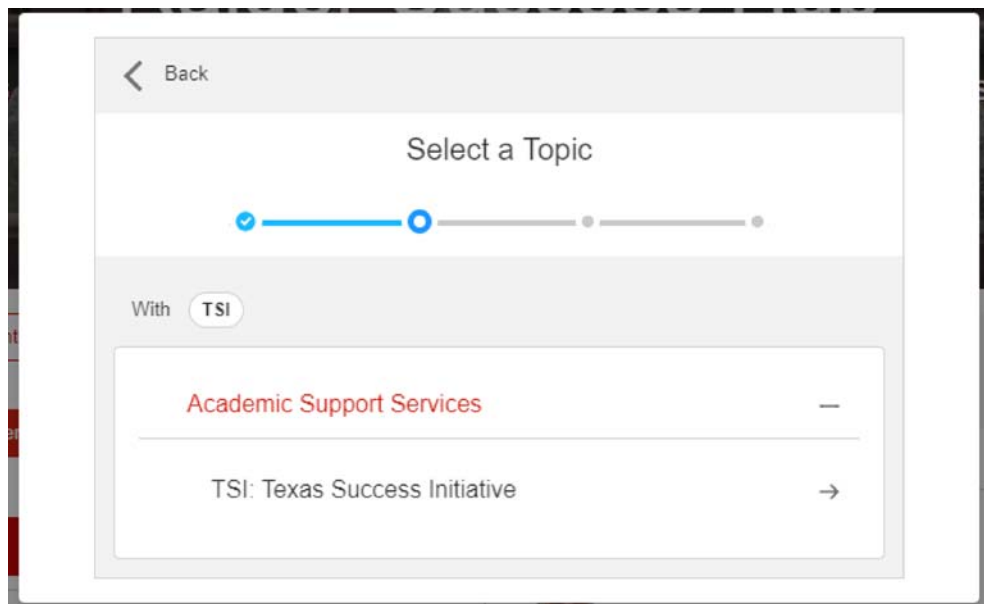 Back
Select a Topic
With TSI
Academic Support Services
TSI: Texas Success Initiative